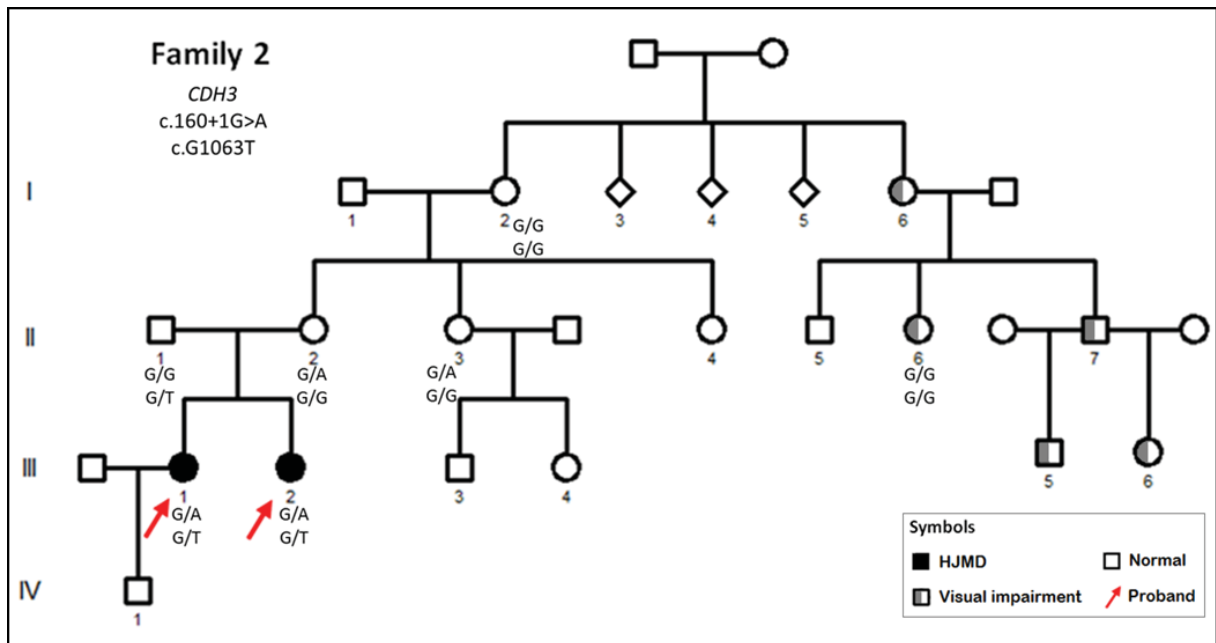 Family 2
CDH3
c.160+1G>A
c.G1063T
I
1
2
3
4
5
6
G/G
G/G
II
1
2
3
4
5
6
7
G/G
G/T
G/A
G/G
G/A
G/G
G/G
G/G
III
1
2
3
4
5
6
G/A
G/T
G/A
G/T
IV
1
Symbols
HJMD
Normal
Visual impairment
Proband